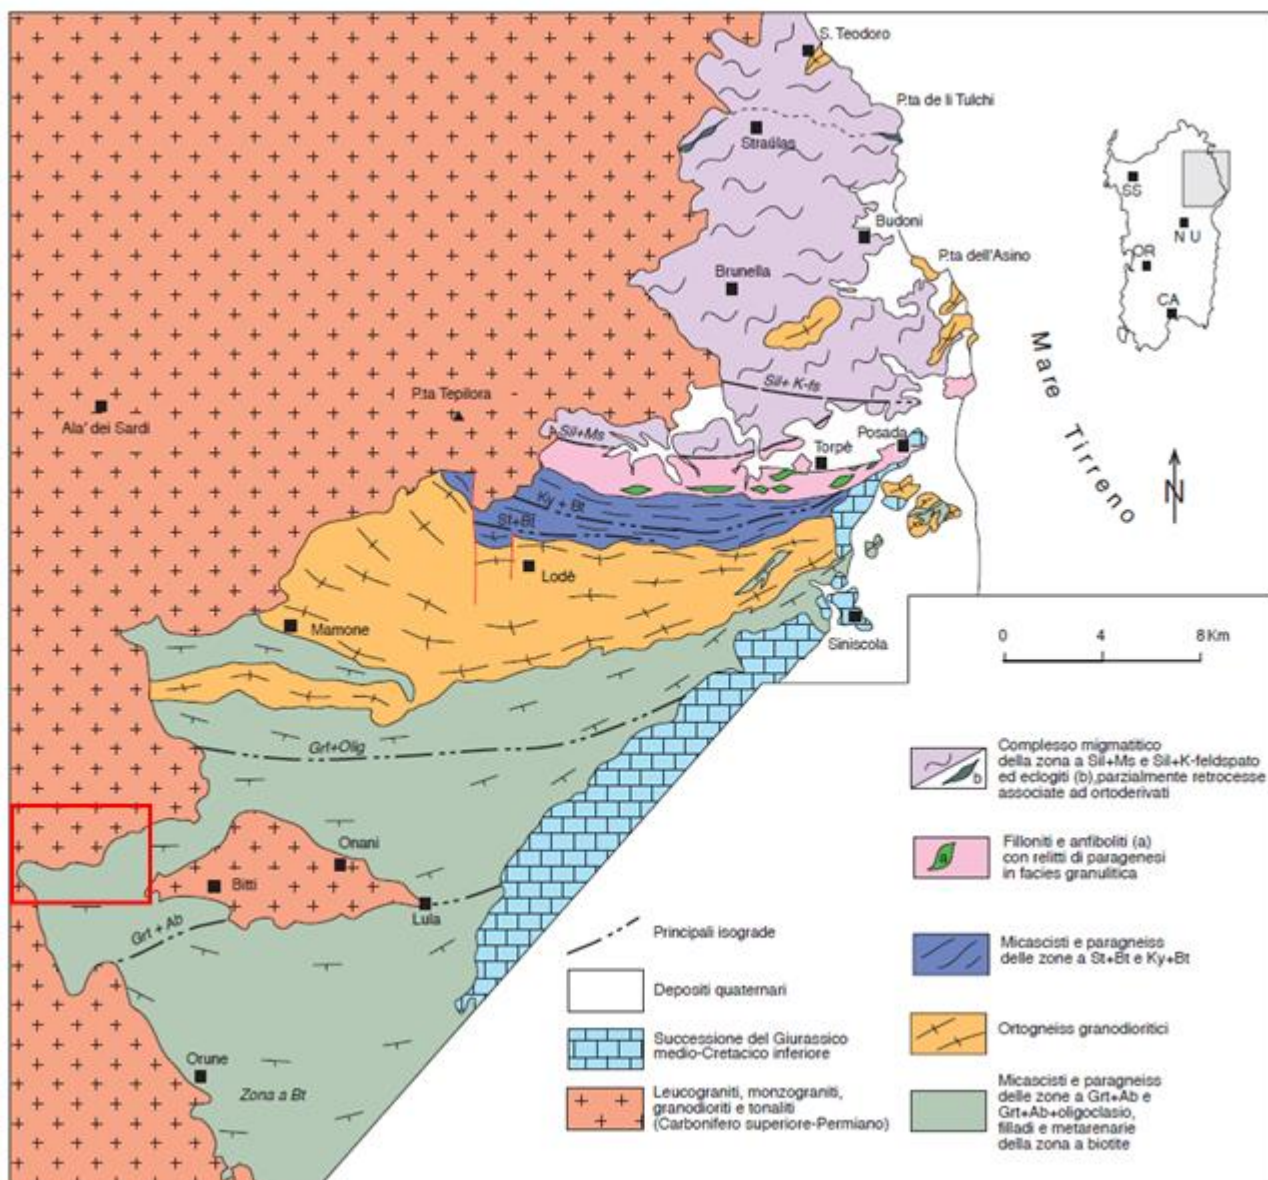 S. Teodoro
P.ta de li Tulchi
Straúlas
Budoni
P.ta dell'Asino
Brunella
Sil+ K-fs
P.ta Tepilora
Ala' dei Sardi
Sil+Ms
Posada
Torpè
Ky + Bt
St+Bt
Lodè
Mamone
Siniscola
Grt+Olig
Onani
Bitti
Lula
Grt + Ab
Orune
Zona a Bt
Mare Tirreno
N
SS
N U
OR
CA
0 4 8 Km
Principali isograde
Depositi quaternari
Successione del Giurassico
medio-Cretacico inferiore
Leucograniti, monzograniti,
granodioriti e tonaliti
(Carbonifero superiore-Permiano)
b
Complesso migmatitico
della zona a Sil+Ms e Sil+K-feldspato
ed eclogiti (b),parzialmente retrocesse
associate ad ortoderivati
a
Filloniti e anfiboliti (a)
con relitti di paragenesi
in facies granulitica
Micascisti e paragneiss
delle zone a St+Bt e Ky+Bt
Ortogneiss granodioritici
Micascisti e paragneiss
delle zone a Grt+Ab e
Grt+Ab+oligoclasio,
filladi e metarenarie
della zona a biotite